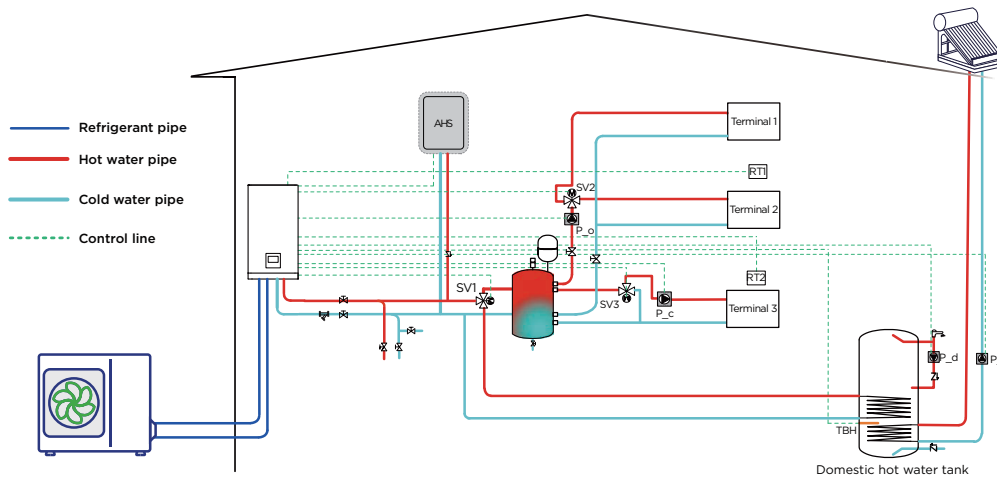 Refrigerant pipe
Hot water pipe
Cold water pipe
Control line
AHS
Terminal 1
RT1
SV2
Terminal 2
P_o
SV1
SV3
P_c
RT2
Terminal 3
P_d
P_
TBH
Domestic hot water tank